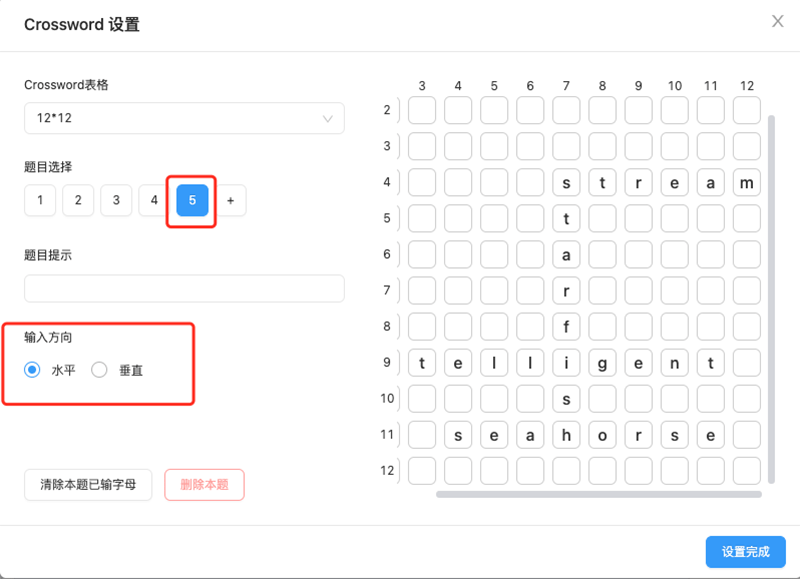 Crossword 设置
Crossword表格
12*12
题目选择
1 2 3 4 5 +
题目提示
输入方向
水平 垂直
清除本题已输字母 删除本题
3 4 5 6 7 8 9 10 11 12
2
3
4 s t r e a m
5 t
6 a
7 r
8 f
9 t e l l i g e n t
10 s
11 s e a h o r s e
12
设置完成